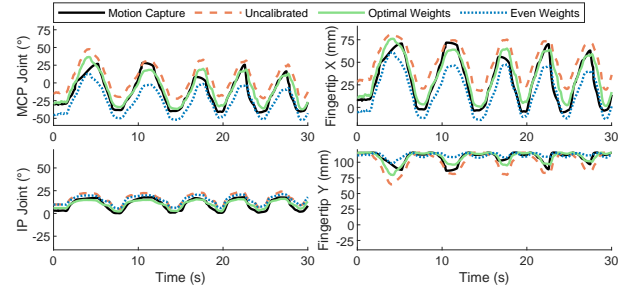 Motion Capture Uncalibrated Optimal Weights Even Weights
MCP Joint (°)
75
50
25
0
-25
-50
0 10 20 30
Fingertip X (mm)
75
50
25
0
0 10 20 30
IP Joint (°)
50
25
0
-25
0 10 20 30
Time (s)
Fingertip Y (mm)
100
75
50
25
0
-25
0 10 20 30
Time (s)